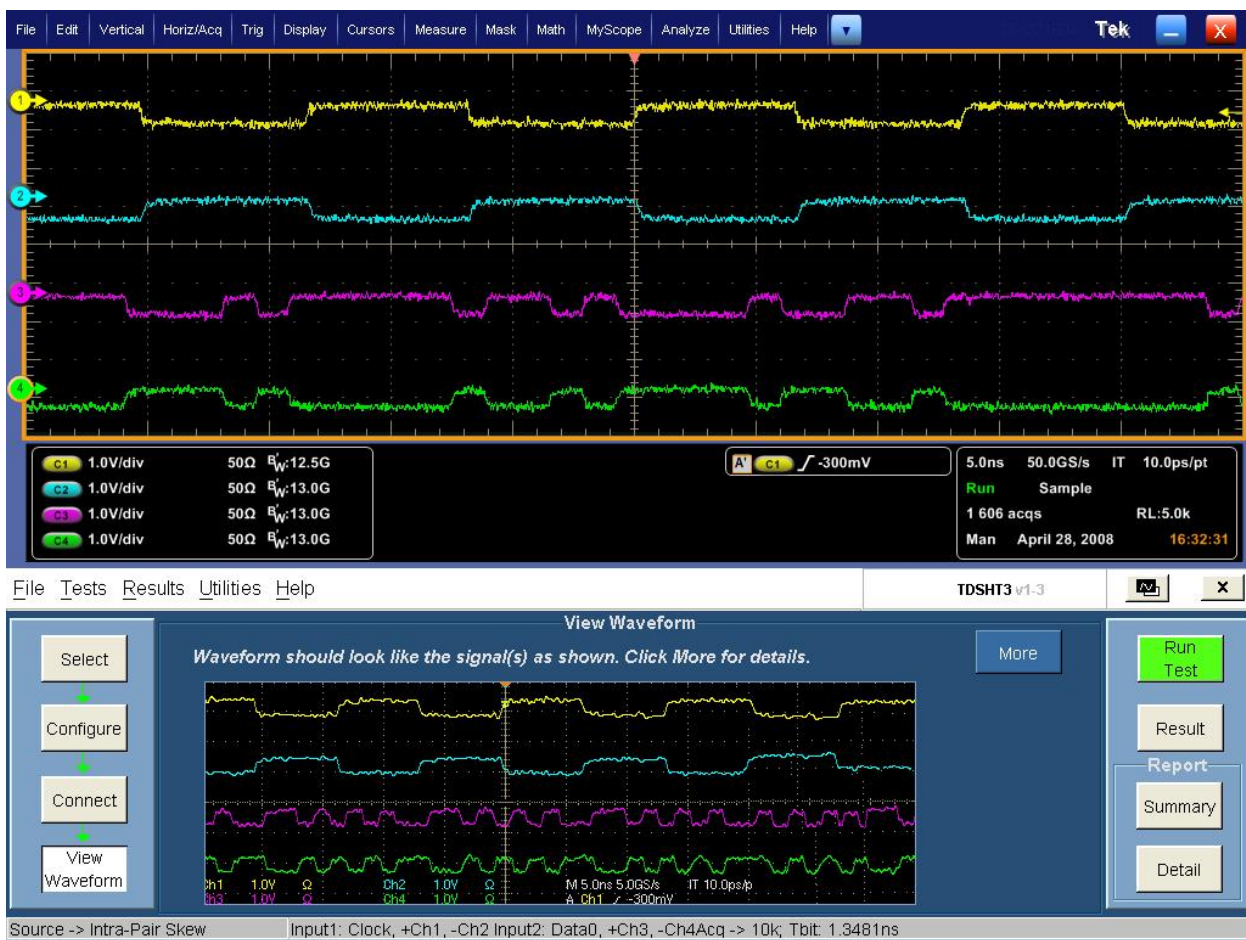 File Edit Vertical Horiz/Acq Trig Display Cursors Measure Mask Math MyScope Analyze Utilities Help Tek X
1
2
3
4
C1 1.0V/div 50Ω B'W:12.5G
C2 1.0V/div 50Ω B'W:13.0G
C3 1.0V/div 50Ω B'W:13.0G
C4 1.0V/div 50Ω B'W:13.0G
A' C1 -300mV
5.0ns 50.0GS/s IT 10.0ps/pt
Run Sample
1 606 acqs RL:5.0k
Man April 28, 2008 16:32:31
File Tests Results Utilities Help TDSHT3 v1-3 x
View Waveform
Select
Configure
Connect
View
Waveform
Waveform should look like the signal(s) as shown. Click More for details.
More
Ch1 1.0V Ω Ch2 1.0V Ω M 5.0ns 5.0GS/s IT 10.0ps/p
Ch3 1.0V Ω Ch4 1.0V Ω A Ch1 -300mV
Run
Test
Result
Report
Summary
Detail
Source -> Intra-Pair Skew Input1: Clock, +Ch1, -Ch2 Input2: Data0, +Ch3, -Ch4Acq -> 10k; Tbit: 1.3481ns